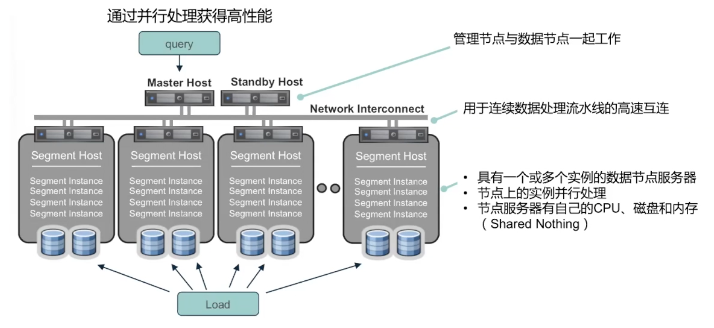 通过并行处理获得高性能
query
管理节点与数据节点一起工作
Master Host
Standby Host
Network Interconnect
用于连续数据处理流水线的高速互连
Segment Host
Segment Instance
Segment Instance
Segment Instance
Segment Instance
Segment Host
Segment Instance
Segment Instance
Segment Instance
Segment Instance
Segment Host
Segment Instance
Segment Instance
Segment Instance
Segment Instance
Segment Host
Segment Instance
Segment Instance
Segment Instance
Segment Instance
• 具有一个或多个实例的数据节点服务器
• 节点上的实例并行处理
• 节点服务器有自己的CPU、磁盘和内存
（Shared Nothing）
Load